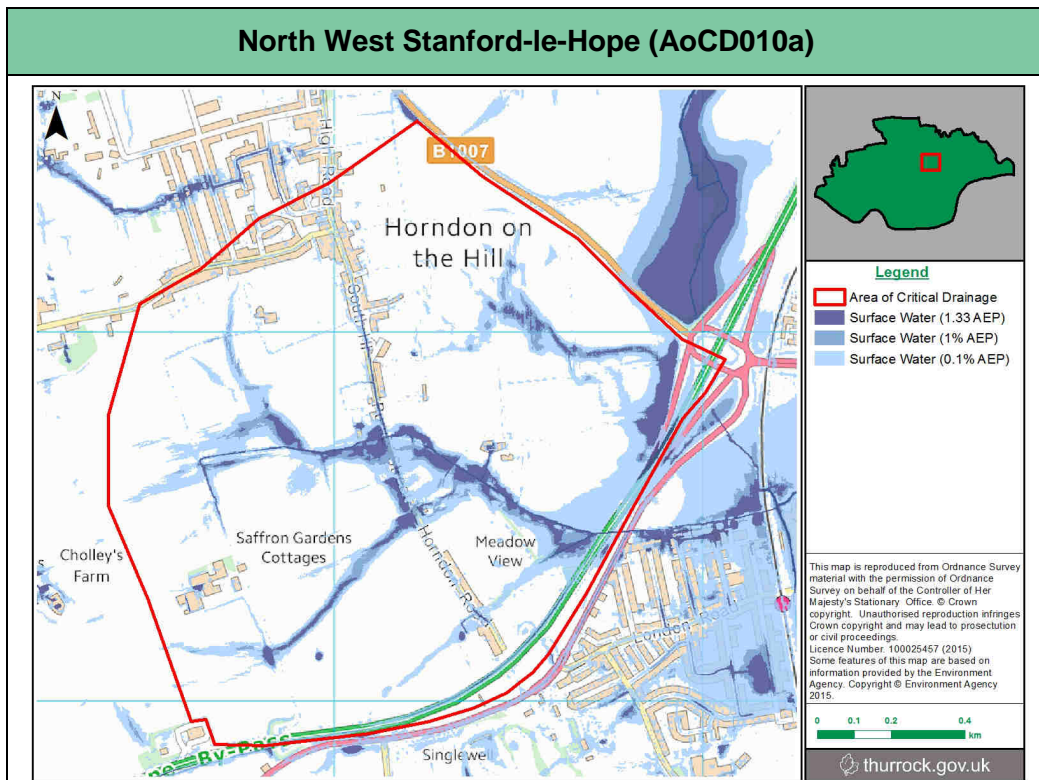 North West Stanford-le-Hope (AoCD010a)
N
High Road
B1007
Horndon on
the Hill
Saffron Gardens
Cottages
Cholley's
Farm
s
Meadow
View
Horndon Ro
London Ro
By-Pass
Singlewell
Legend
Area of Critical Drainage
Surface Water (1.33 AEP)
Surface Water (1% AEP)
Surface Water (0.1% AEP)
This map is reproduced from Ordnance Survey
material with the permission of Ordnance
Survey on behalf of the Controller of Her
Majesty's Stationary Office. © Crown
copyright. Unauthorised reproduction infringes
Crown copyright and may lead to prosecution
or civil proceedings.
Licence Number. 100025457 (2015)
Some features of this map are based on
information provided by the Environment
Agency. Copyright © Environment Agency
2015.
0 0.1 0.2 0.4
km
thurrock.gov.uk